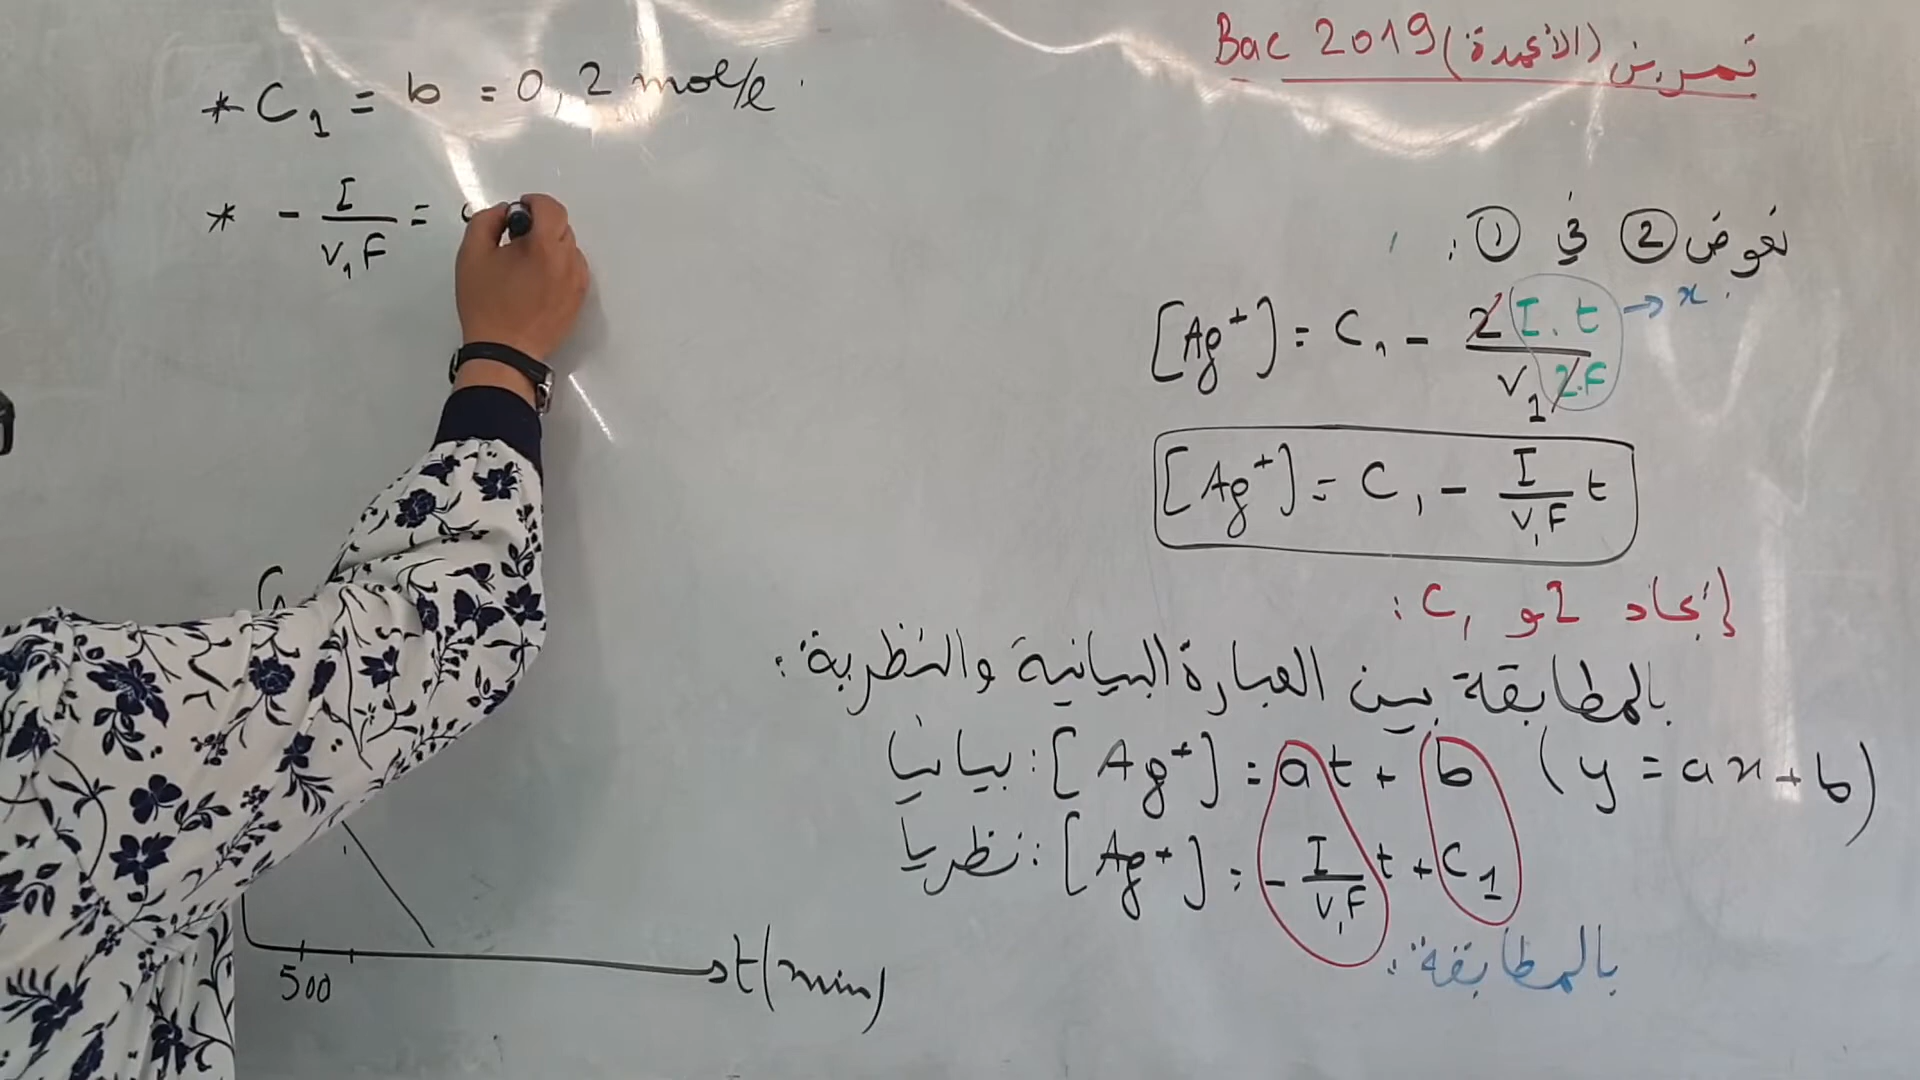 تمرين (الأعمدة) Bac 2019
نعوض ② في ① :
[Ag⁺] = C₁ - 2 I . t / V₁ 2.F → x
[Ag⁺] = C₁ - I / V₁F t
إيجاد I و C₁ :
بالمطابقة بين العبارة البيانية والنظرية :
بيانيا : [Ag⁺] = at + b (y = ax + b)
نظريا : [Ag⁺] = - I / V₁F t + C₁
بالمطابقة :
* C₁ = b = 0,2 mol/l .
* - I / V₁F =
500
t(min)